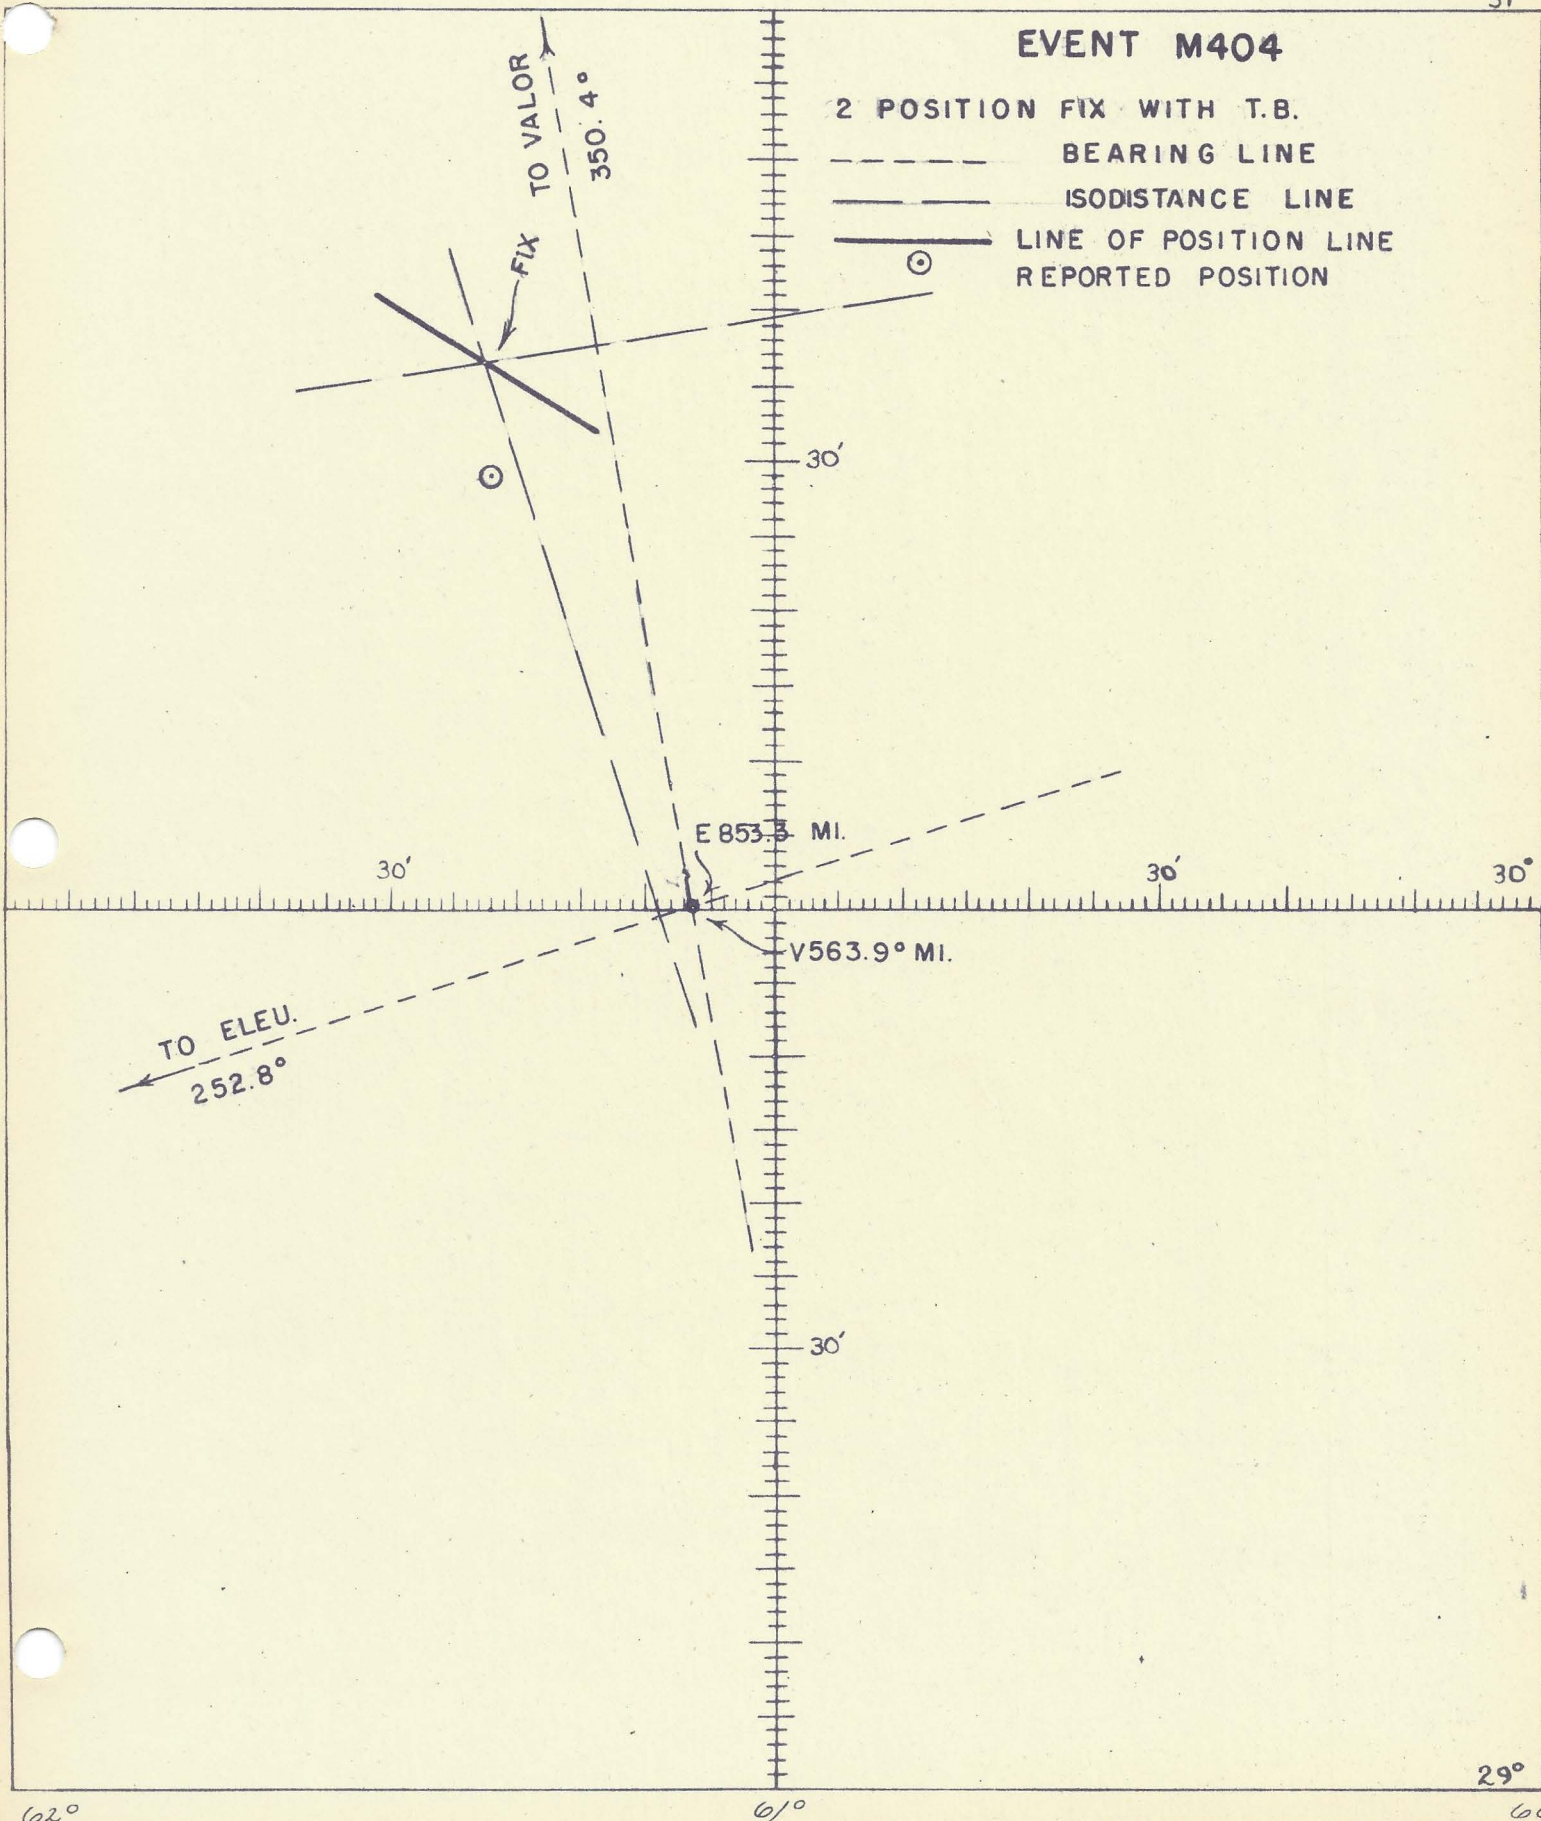 EVENT M404
2 POSITION FIX WITH T.B.
BEARING LINE
ISODISTANCE LINE
LINE OF POSITION LINE
REPORTED POSITION
TO VALOR
350.4°
FIX
30'
E 853.3 MI.
30'
30'
30°
V563.9° MI.
TO ELEU.
252.8°
30'
29°
62°
61°